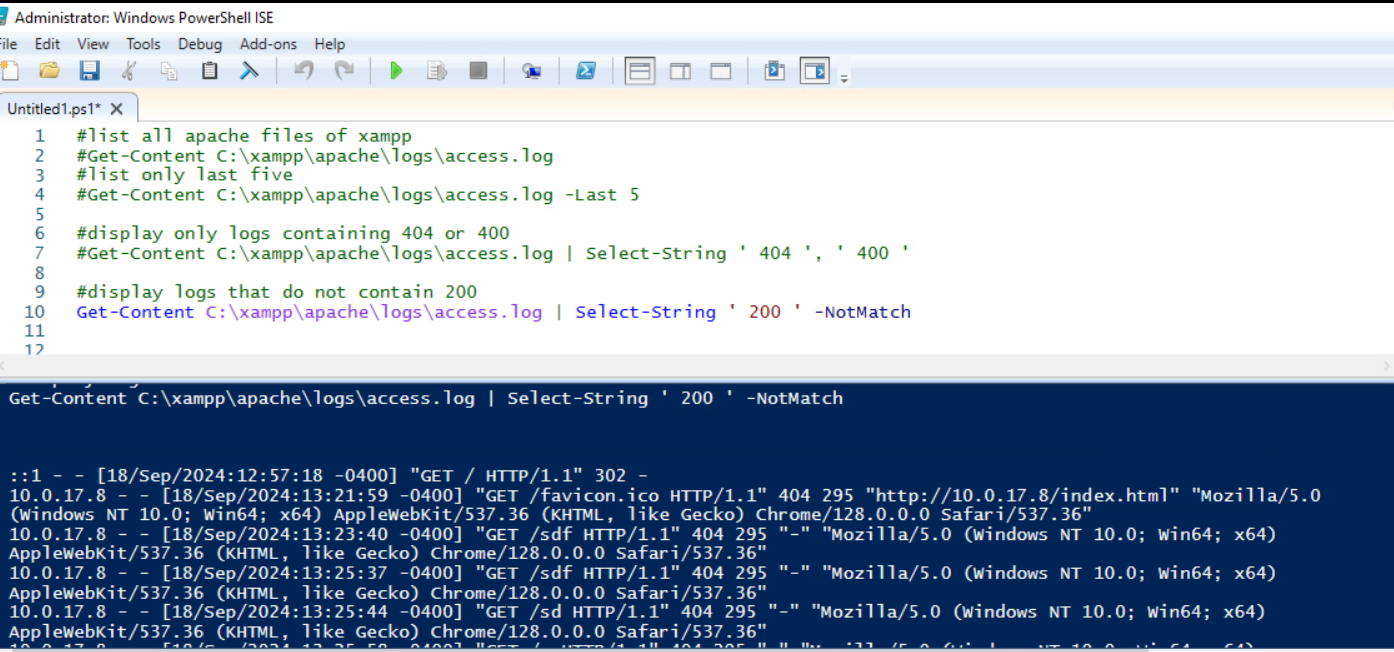 Administrator: Windows PowerShell ISE
File Edit View Tools Debug Add-ons Help
Untitled1.ps1* X
1 #list all apache files of xampp
2 #Get-Content C:\xampp\apache\logs\access.log
3 #list only last five
4 #Get-Content C:\xampp\apache\logs\access.log -Last 5
5
6 #display only logs containing 404 or 400
7 #Get-Content C:\xampp\apache\logs\access.log | Select-String ' 404 ', ' 400 '
8
9 #display logs that do not contain 200
10 Get-Content C:\xampp\apache\logs\access.log | Select-String ' 200 ' -NotMatch
11
12
Get-Content C:\xampp\apache\logs\access.log | Select-String ' 200 ' -NotMatch
::1 - - [18/Sep/2024:12:57:18 -0400] "GET / HTTP/1.1" 302 -
10.0.17.8 - - [18/Sep/2024:13:21:59 -0400] "GET /favicon.ico HTTP/1.1" 404 295 "http://10.0.17.8/index.html" "Mozilla/5.0
(Windows NT 10.0; Win64; x64) AppleWebKit/537.36 (KHTML, like Gecko) Chrome/128.0.0.0 Safari/537.36"
10.0.17.8 - - [18/Sep/2024:13:23:40 -0400] "GET /sdf HTTP/1.1" 404 295 "-" "Mozilla/5.0 (Windows NT 10.0; Win64; x64)
AppleWebKit/537.36 (KHTML, like Gecko) Chrome/128.0.0.0 Safari/537.36"
10.0.17.8 - - [18/Sep/2024:13:25:37 -0400] "GET /sdf HTTP/1.1" 404 295 "-" "Mozilla/5.0 (Windows NT 10.0; Win64; x64)
AppleWebKit/537.36 (KHTML, like Gecko) Chrome/128.0.0.0 Safari/537.36"
10.0.17.8 - - [18/Sep/2024:13:25:44 -0400] "GET /sd HTTP/1.1" 404 295 "-" "Mozilla/5.0 (Windows NT 10.0; Win64; x64)
AppleWebKit/537.36 (KHTML, like Gecko) Chrome/128.0.0.0 Safari/537.36"